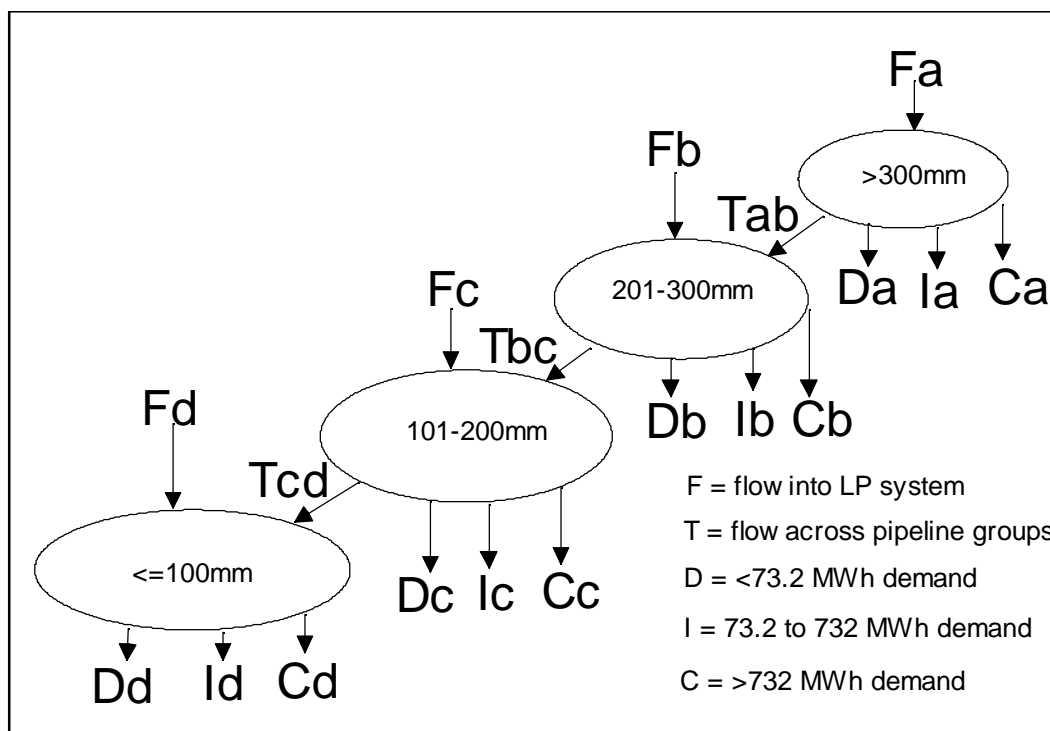 Fa
>300mm
Fb
Tab
Da Ia Ca
201-300mm
Fc
Tbc
Db Ib Cb
Fd
101-200mm
Tcd
Dc Ic Cc
<=100mm
Dd Id Cd
F = flow into LP system
T = flow across pipeline groups
D = <73.2 MWh demand
I = 73.2 to 732 MWh demand
C = >732 MWh demand